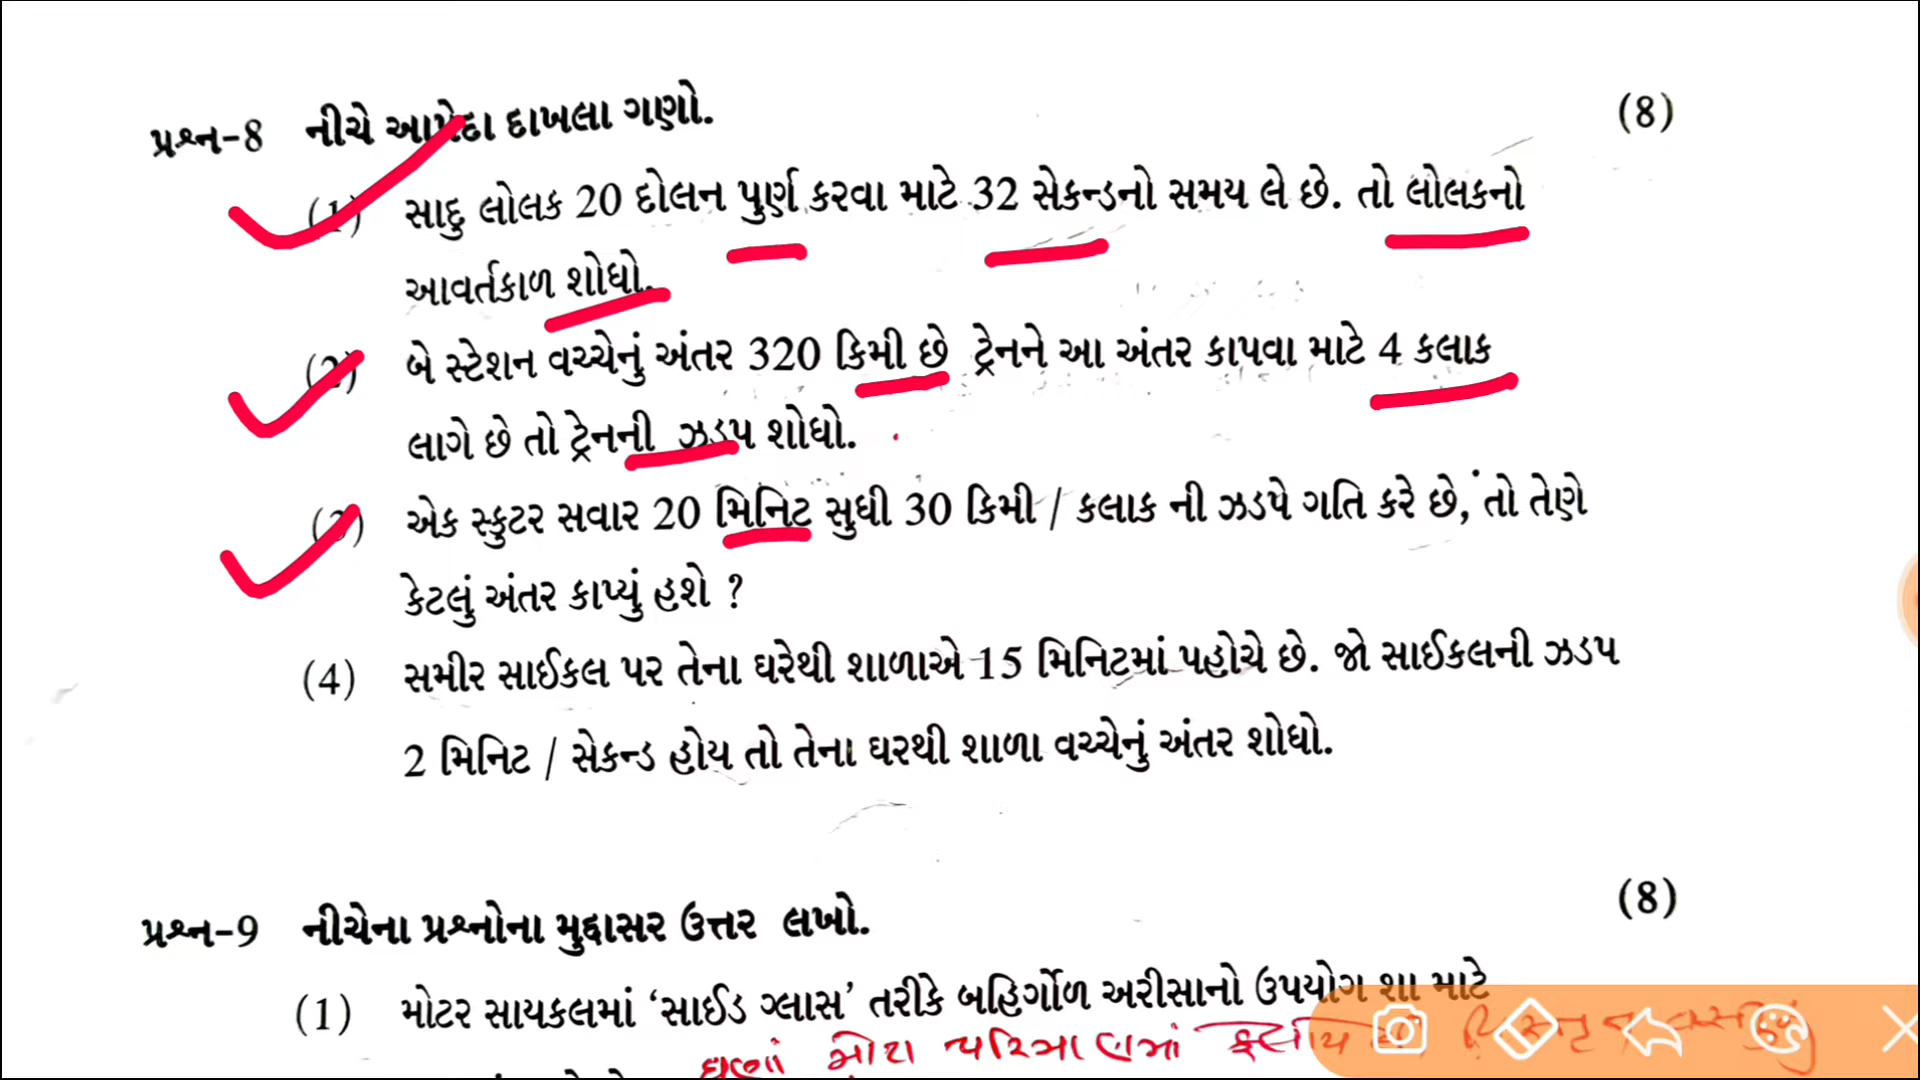 પ્રશ્ન-8 નીચે આપેલા દાખલા ગણો. (8)
(1) સાદુ લોલક 20 દોલન પુર્ણ કરવા માટે 32 સેકન્ડનો સમય લે છે. તો લોલકનો
આવર્તકાળ શોધો.
(2) બે સ્ટેશન વચ્ચેનું અંતર 320 કિમી છે ટ્રેનને આ અંતર કાપવા માટે 4 કલાક
લાગે છે તો ટ્રેનની ઝડપ શોધો.
(3) એક સ્કુટર સવાર 20 મિનિટ સુધી 30 કિમી / કલાક ની ઝડપે ગતિ કરે છે, તો તેણે
કેટલું અંતર કાપ્યું હશે ?
(4) સમીર સાઈકલ પર તેના ઘરેથી શાળાએ 15 મિનિટમાં પહોચે છે. જો સાઈકલની ઝડપ
2 મિનિટ / સેકન્ડ હોય તો તેના ઘરથી શાળા વચ્ચેનું અંતર શોધો.
પ્રશ્ન-9 નીચેના પ્રશ્નોના મુદ્દાસર ઉત્તર લખો. (8)
(1) મોટર સાયકલમાં ‘સાઈડ ગ્લાસ’ તરીકે બહિર્ગોળ અરીસાનો ઉપયોગ શા માટે
ઘણાં મોટા પરિમાણમાં